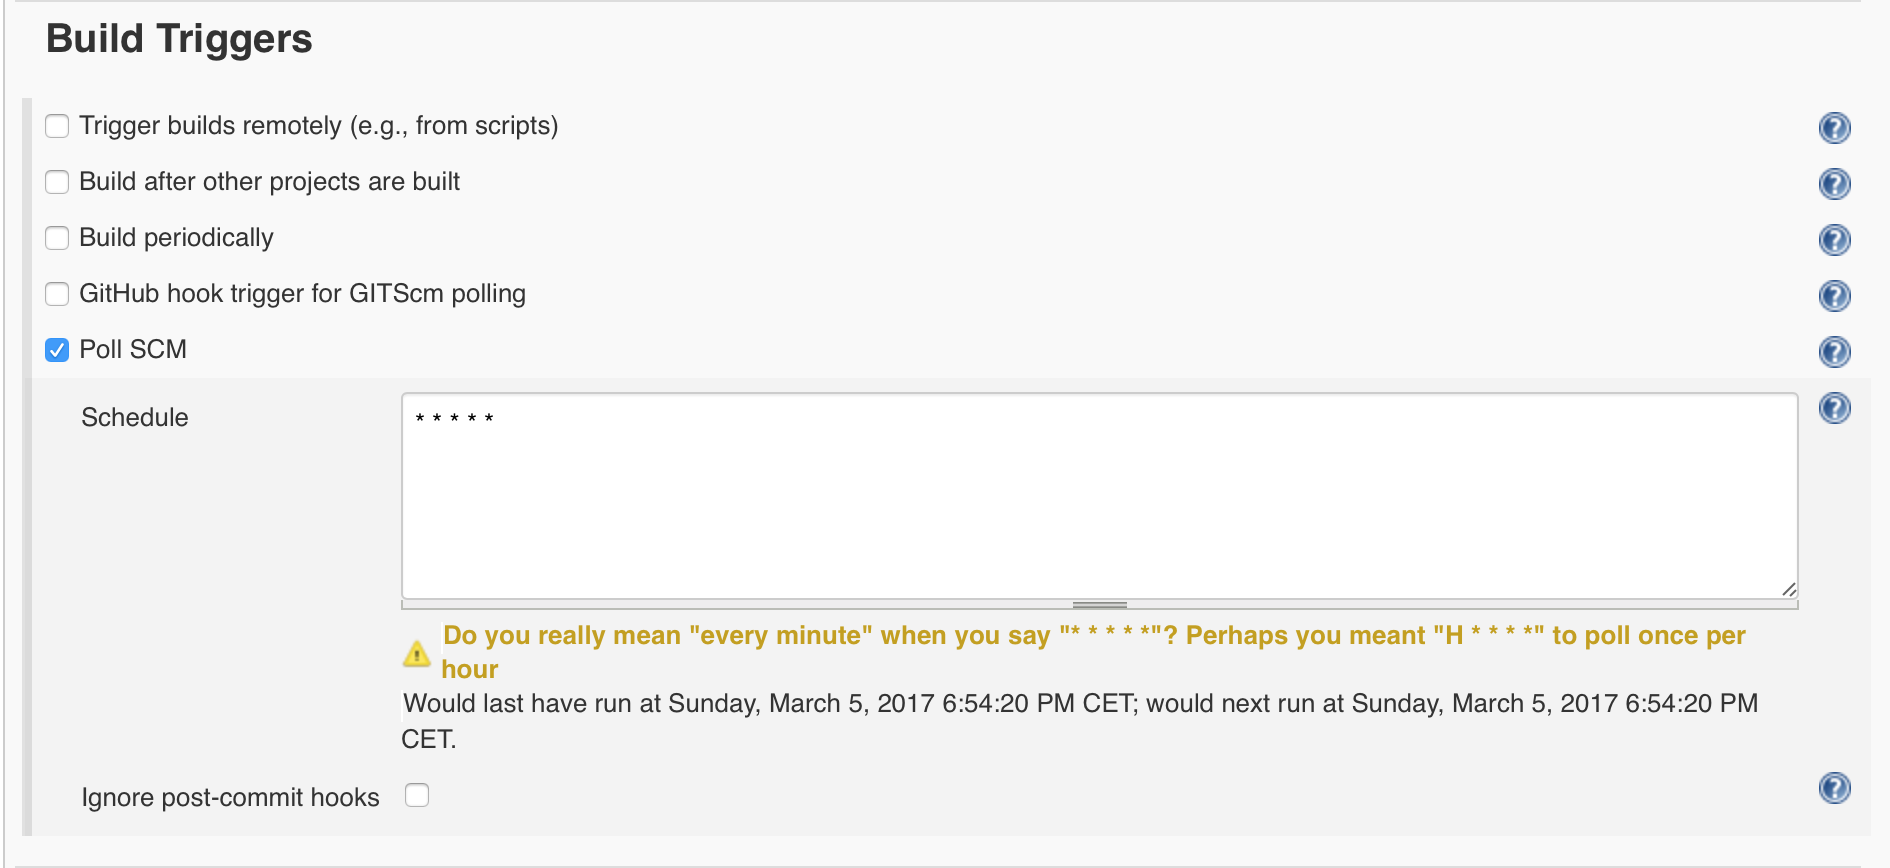 Build Triggers
Trigger builds remotely (e.g., from scripts)
Build after other projects are built
Build periodically
GitHub hook trigger for GITScm polling
Poll SCM
Schedule
* * * * *
Do you really mean "every minute" when you say "* * * * *"? Perhaps you meant "H * * * *" to poll once per
hour
Would last have run at Sunday, March 5, 2017 6:54:20 PM CET; would next run at Sunday, March 5, 2017 6:54:20 PM
CET.
Ignore post-commit hooks